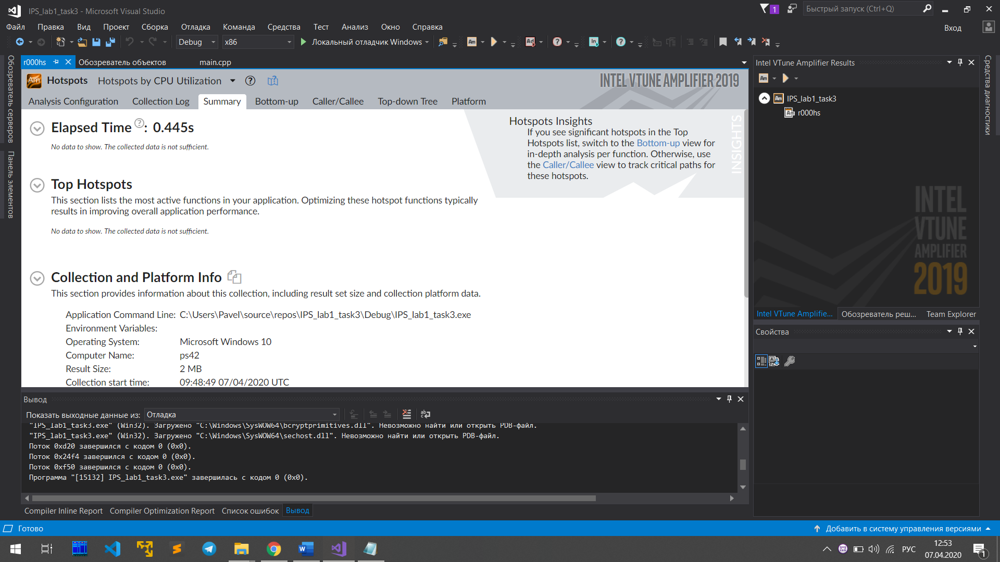 IPS_lab1_task3 - Microsoft Visual Studio
1
Быстрый запуск (Ctrl+Q)
Файл Правка Вид Проект Сборка Отладка Команда Средства Тест Анализ Окно Справка
Вход
Debug x86 Локальный отладчик Windows
Обозреватель серверов
Панель элементов
r000hs Обозреватель объектов main.cpp
Hotspots Hotspots by CPU Utilization
INTEL VTUNE AMPLIFIER 2019
Analysis Configuration Collection Log Summary Bottom-up Caller/Callee Top-down Tree Platform
Elapsed Time ?: 0.445s
No data to show. The collected data is not sufficient.
Hotspots Insights
If you see significant hotspots in the Top
Hotspots list, switch to the Bottom-up view for
in-depth analysis per function. Otherwise, use
the Caller/Callee view to track critical paths for
these hotspots.
INSIGHTS
Top Hotspots
This section lists the most active functions in your application. Optimizing these hotspot functions typically
results in improving overall application performance.
No data to show. The collected data is not sufficient.
Collection and Platform Info
This section provides information about this collection, including result set size and collection platform data.
Application Command Line: C:\Users\Pavel\source\repos\IPS_lab1_task3\Debug\IPS_lab1_task3.exe
Environment Variables:
Operating System: Microsoft Windows 10
Computer Name: ps42
Result Size: 2 MB
Collection start time: 09:48:49 07/04/2020 UTC
Intel VTune Amplifier Results
Am
IPS_lab1_task3
r000hs
INTEL
VTUNE
AMPLIFIER
2019
Intel VTune Amplifie... Обозреватель реш... Team Explorer
Свойства
Средства диагностики
Вывод
Показать выходные данные из: Отладка
"IPS_lab1_task3.exe" (Win32). Загружено "C:\Windows\SysWOW64\bcryptprimitives.dll". Невозможно найти или открыть PDB-файл.
"IPS_lab1_task3.exe" (Win32). Загружено "C:\Windows\SysWOW64\sechost.dll". Невозможно найти или открыть PDB-файл.
Поток 0xd20 завершился с кодом 0 (0x0).
Поток 0x24f4 завершился с кодом 0 (0x0).
Поток 0xf50 завершился с кодом 0 (0x0).
Программа "[15132] IPS_lab1_task3.exe" завершилась с кодом 0 (0x0).
Compiler Inline Report Compiler Optimization Report Список ошибок Вывод
Готово
Добавить в систему управления версиями
РУС
12:53
07.04.2020
1